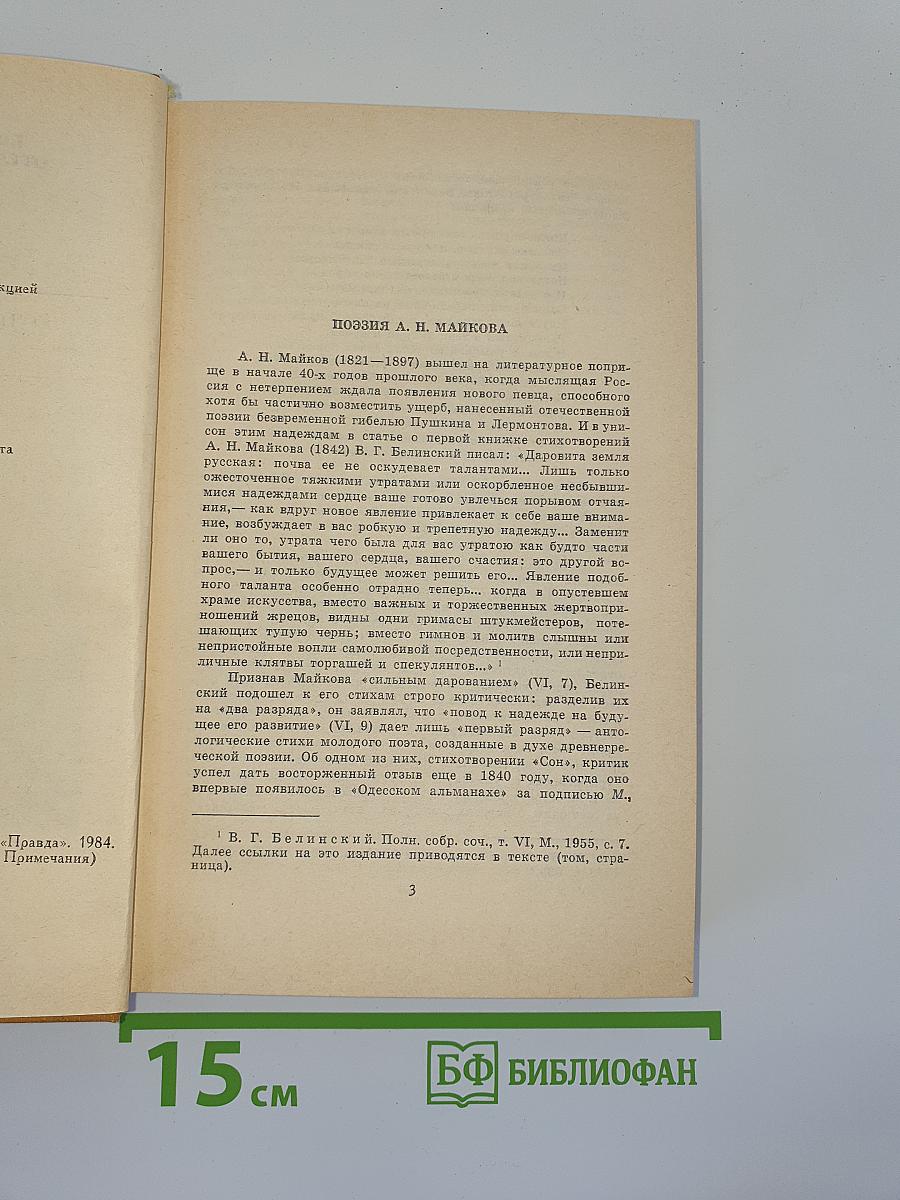 кцией
та
«Правда». 1984.
Примечания)
ПОЭЗИЯ А. Н. МАЙКОВА
А. Н. Майков (1821—1897) вышел на литературное попри-
ще в начале 40-х годов прошлого века, когда мыслящая Рос-
сия с нетерпением ждала появления нового певца, способного
хотя бы частично возместить ущерб, нанесенный отечественной
поэзии безвременной гибелью Пушкина и Лермонтова. И в уни-
сон этим надеждам в статье о первой книжке стихотворений
А. Н. Майкова (1842) В. Г. Белинский писал: «Даровита земля
русская: почва ее не оскудевает талантами... Лишь только
ожесточенное тяжкими утратами или оскорбленное несбывши-
мися надеждами сердце ваше готово увлечься порывом отчая-
ния,— как вдруг новое явление привлекает к себе ваше внима-
ние, возбуждает в вас робкую и трепетную надежду... Заменит
ли оно то, утрата чего была для вас утратою как будто части
вашего бытия, вашего сердца, вашего счастия: это другой во-
прос,— и только будущее может решить его... Явление подоб-
ного таланта особенно отрадно теперь... когда в опустевшем
храме искусства, вместо важных и торжественных жертвопри-
ношений жрецов, видны одни гримасы штукмейстеров, поте-
шающих тупую чернь; вместо гимнов и молитв слышны или
непристойные вопли самолюбивой посредственности, или непри-
личные клятвы торгашей и спекулянтов...» 1
Признав Майкова «сильным дарованием» (VI, 7), Белин-
ский подошел к его стихам строго критически: разделив их
на «два разряда», он заявлял, что «повод к надежде на буду-
щее его развитие» (VI, 9) дает лишь «первый разряд» — анто-
логические стихи молодого поэта, созданные в духе древнегре-
ческой поэзии. Об одном из них, стихотворении «Сон», критик
успел дать восторженный отзыв еще в 1840 году, когда оно
впервые появилось в «Одесском альманахе» за подписью М.,
1 В. Г. Белинский. Полн. собр. соч., т. VI, М., 1955, с. 7.
Далее ссылки на это издание приводятся в тексте (том, стра-
ница).
3
15 см
БФ БИБЛИОФАН